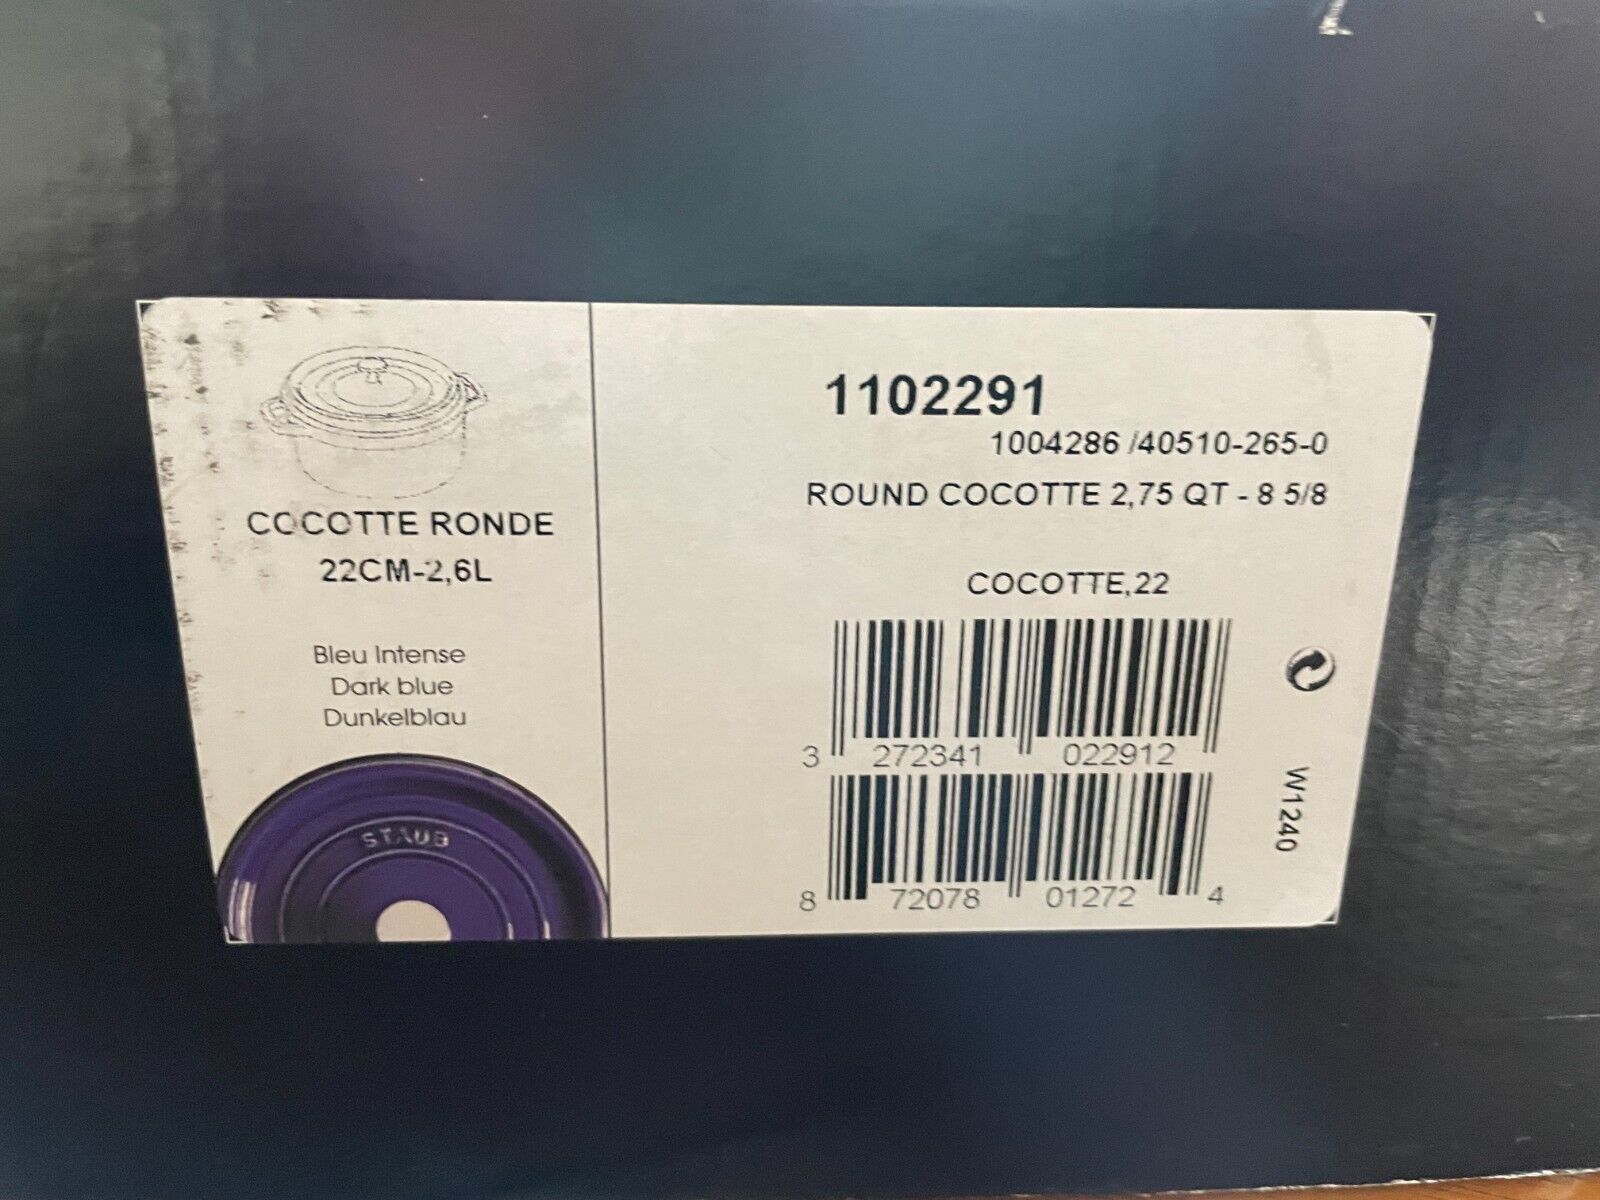 COCOTTE RONDE
22CM-2,6L
Bleu Intense
Dark blue
Dunkelblau
STAUB
1102291
1004286 /40510-265-0
ROUND COCOTTE 2,75 QT - 8 5/8
COCOTTE,22
3 272341 022912
8 72078 01272 4
W1240